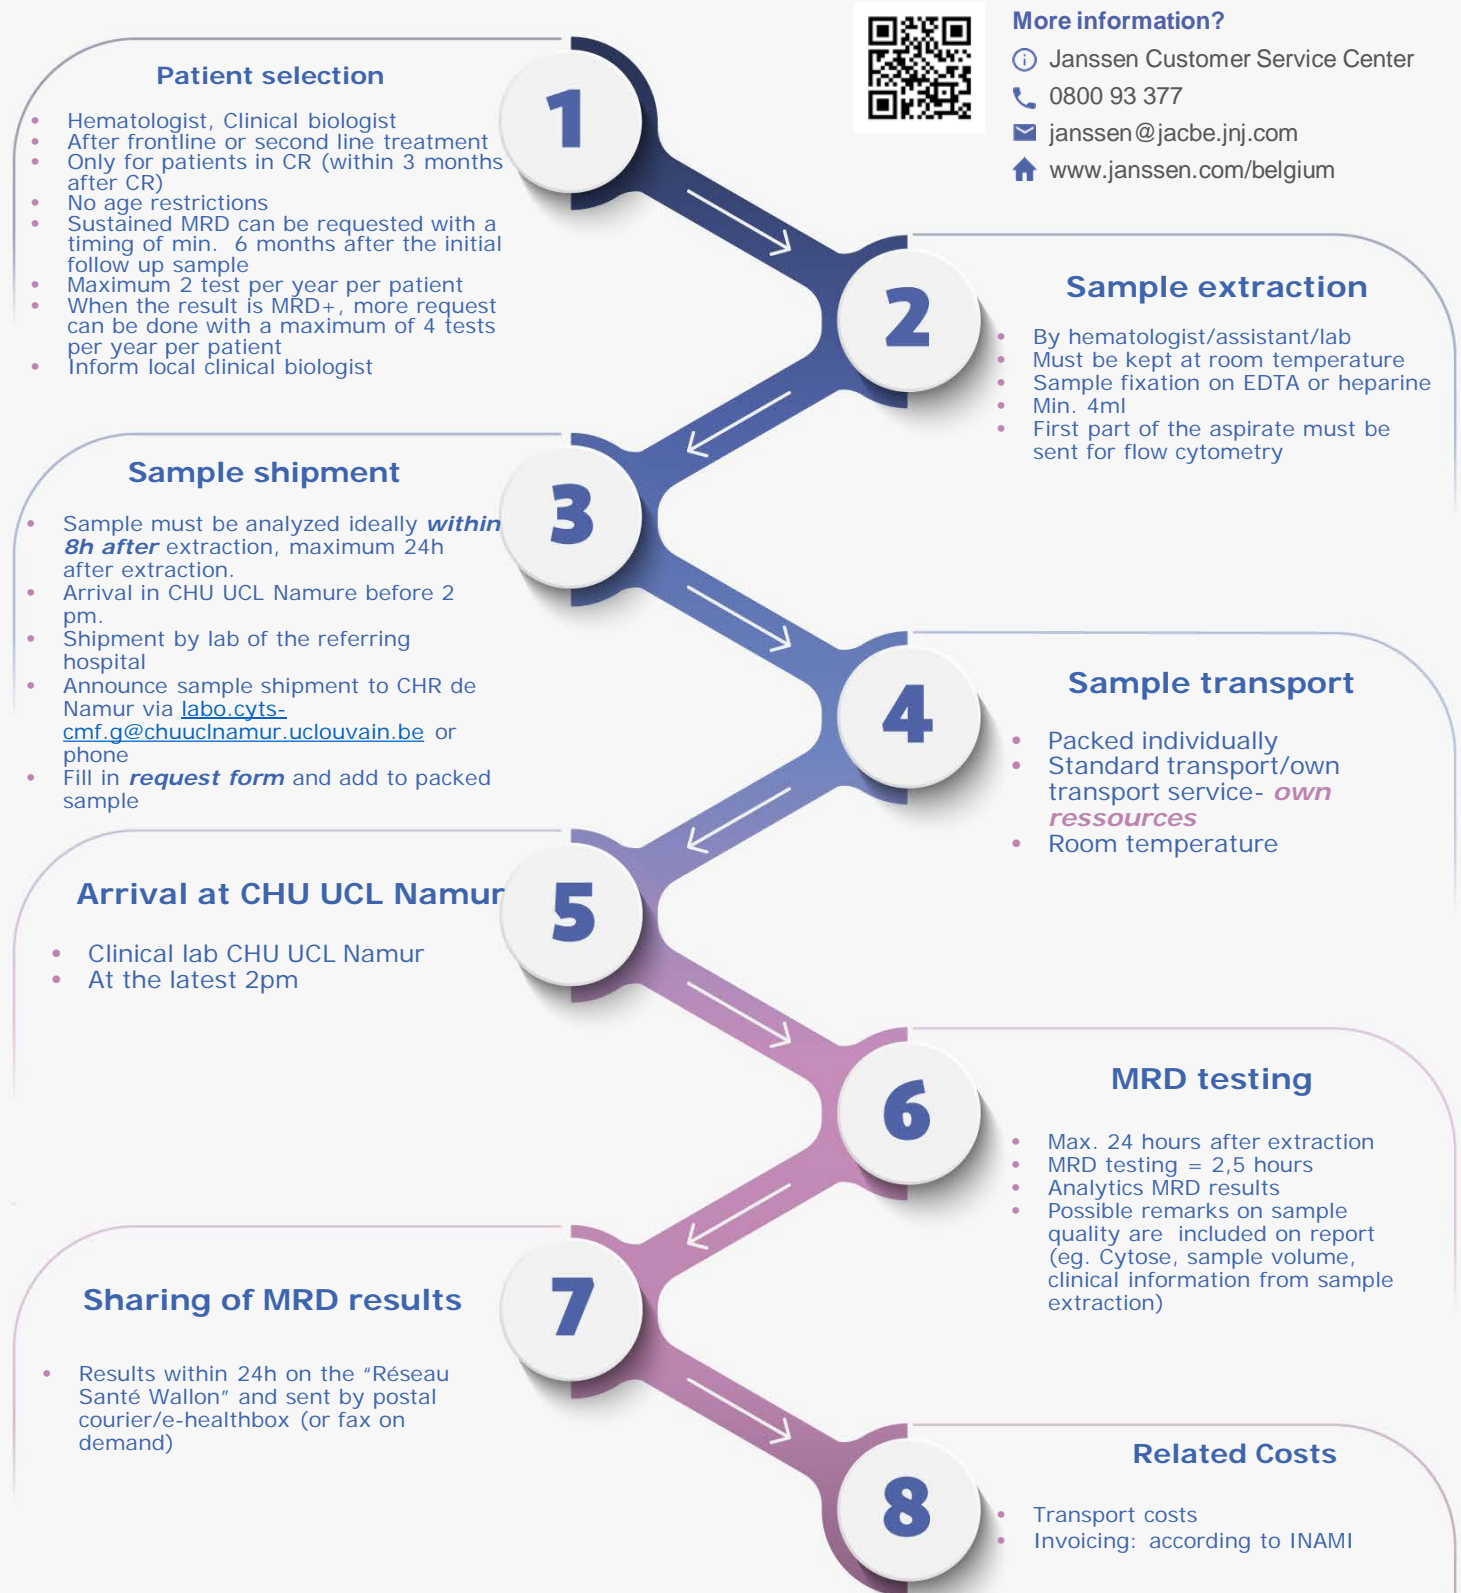 More information?
Janssen Customer Service Center
0800 93 377
janssen@jacbe.jnj.com
www.janssen.com/belgium
1
Patient selection
• Hematologist, Clinical biologist
• After frontline or second line treatment
• Only for patients in CR (within 3 months
after CR)
• No age restrictions
• Sustained MRD can be requested with a
timing of min. 6 months after the initial
follow up sample
• Maximum 2 test per year per patient
• When the result is MRD+, more request
can be done with a maximum of 4 tests
per year per patient
• Inform local clinical biologist
2
Sample extraction
• By hematologist/assistant/lab
• Must be kept at room temperature
• Sample fixation on EDTA or heparine
• Min. 4ml
• First part of the aspirate must be
sent for flow cytometry
3
Sample shipment
• Sample must be analyzed ideally within
8h after extraction, maximum 24h
after extraction.
• Arrival in CHU UCL Namure before 2
pm.
• Shipment by lab of the referring
hospital
• Announce sample shipment to CHR de
Namur via labo.cyts-
cmf.g@chuuclnamur.uclouvain.be or
phone
• Fill in request form and add to packed
sample
4
Sample transport
• Packed individually
• Standard transport/own
transport service- own
ressources
• Room temperature
5
Arrival at CHU UCL Namur
• Clinical lab CHU UCL Namur
• At the latest 2pm
6
MRD testing
• Max. 24 hours after extraction
• MRD testing = 2,5 hours
• Analytics MRD results
• Possible remarks on sample
quality are included on report
(eg. Cytose, sample volume,
clinical information from sample
extraction)
7
Sharing of MRD results
• Results within 24h on the “Réseau
Santé Wallon” and sent by postal
courier/e-healthbox (or fax on
demand)
8
Related Costs
• Transport costs
• Invoicing: according to INAMI